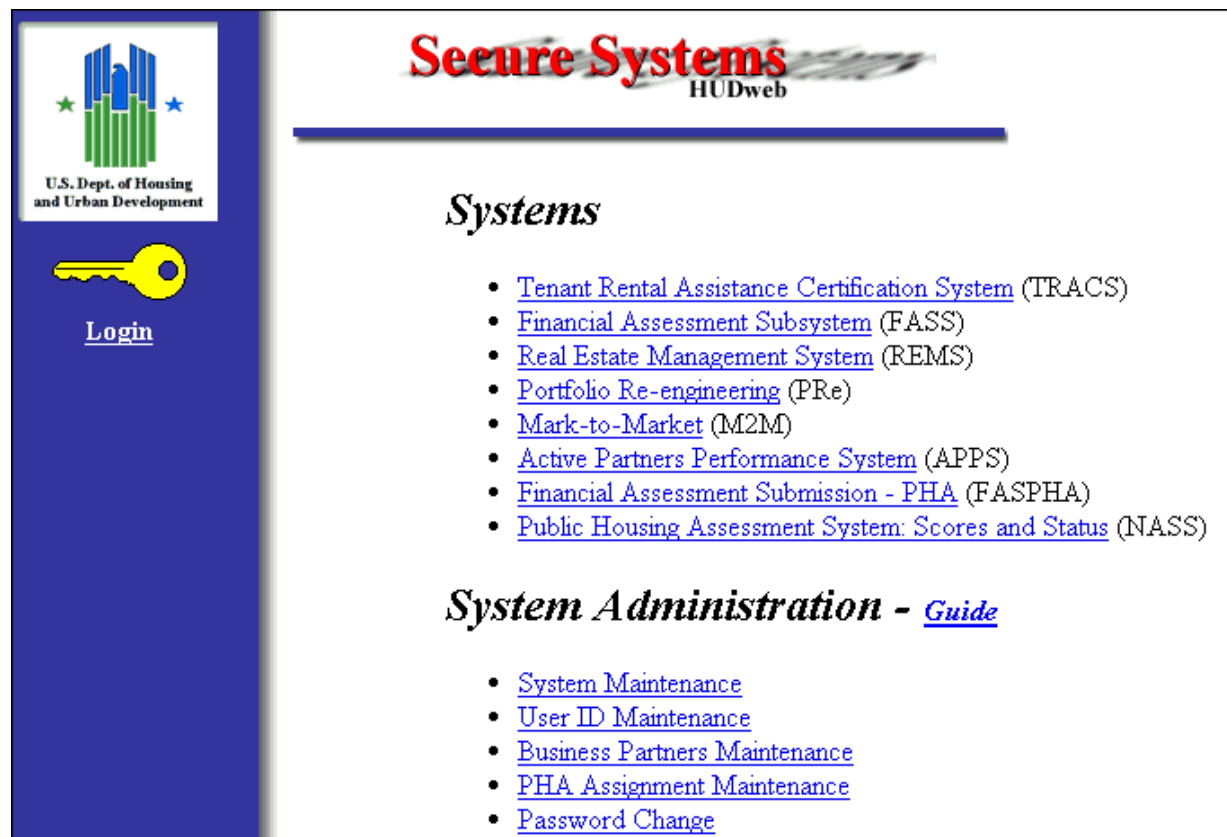 U.S. Dept. of Housing
and Urban Development
Login
Secure Systems
HUDweb
Systems
• Tenant Rental Assistance Certification System (TRACS)
• Financial Assessment Subsystem (FASS)
• Real Estate Management System (REMS)
• Portfolio Re-engineering (PRe)
• Mark-to-Market (M2M)
• Active Partners Performance System (APPS)
• Financial Assessment Submission - PHA (FASPHA)
• Public Housing Assessment System: Scores and Status (NASS)
System Administration - Guide
• System Maintenance
• User ID Maintenance
• Business Partners Maintenance
• PHA Assignment Maintenance
• Password Change